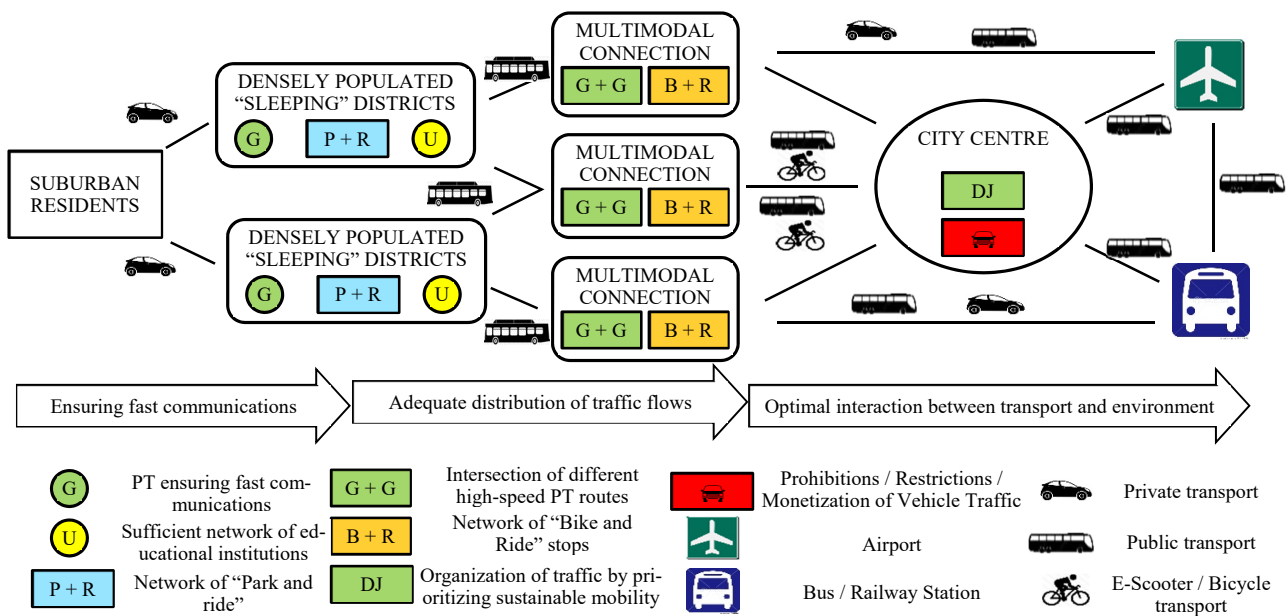 MULTIMODAL
CONNECTION
G + G
B + R
DENSELY POPULATED
“SLEEPING” DISTRICTS
G
P + R
U
SUBURBAN
RESIDENTS
MULTIMODAL
CONNECTION
G + G
B + R
CITY CENTRE
DJ
DENSELY POPULATED
“SLEEPING” DISTRICTS
G
P + R
U
MULTIMODAL
CONNECTION
G + G
B + R
Ensuring fast communications
Adequate distribution of traffic flows
Optimal interaction between transport and environment
G
PT ensuring fast com-
munications
U
Sufficient network of ed-
ucational institutions
P + R
Network of “Park and
ride”
G + G
Intersection of different
high-speed PT routes
B + R
Network of “Bike and
Ride” stops
DJ
Organization of traffic by pri-
oritizing sustainable mobility
Prohibitions / Restrictions /
Monetization of Vehicle Traffic
Airport
Bus / Railway Station
Private transport
Public transport
E-Scooter / Bicycle
transport